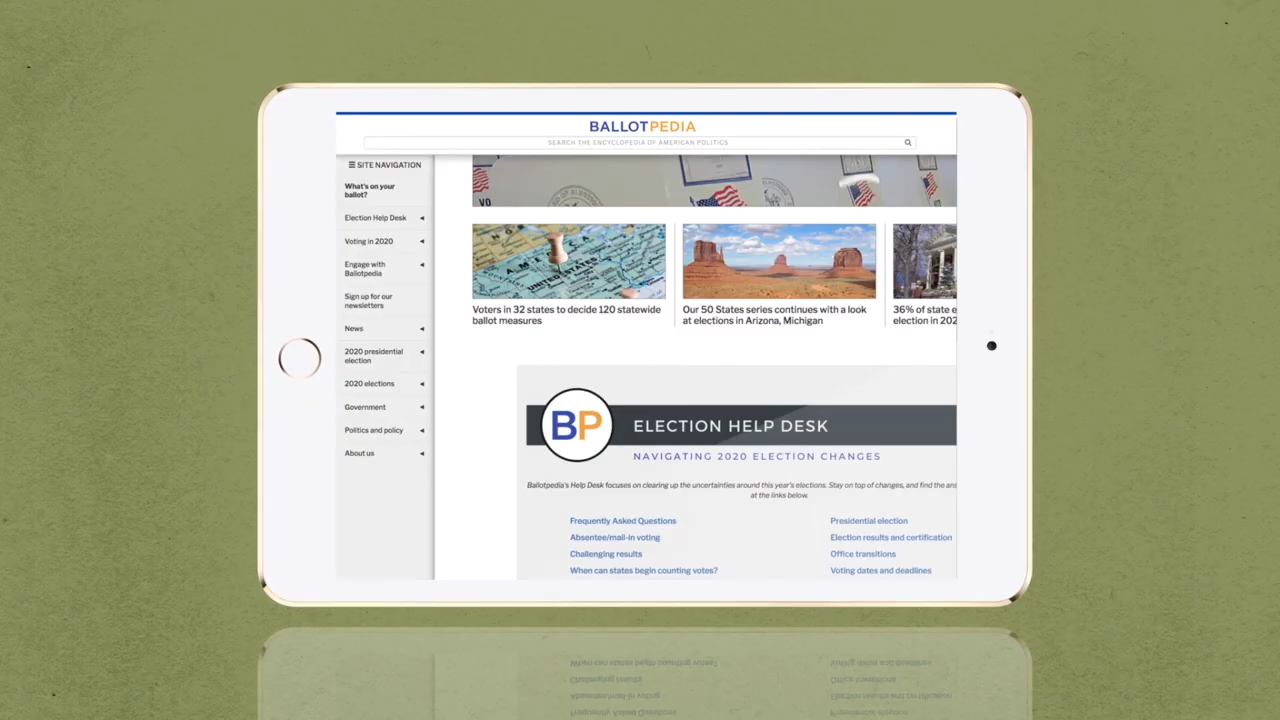 BALLOTPEDIA
SEARCH THE ENCYCLOPEDIA OF AMERICAN POLITICS
SITE NAVIGATION
What's on your
ballot?
Election Help Desk
Voting in 2020
Engage with
Ballotpedia
Sign up for our
newsletters
News
2020 presidential
election
2020 elections
Government
Politics and policy
About us
VO
AME
UNITED STATES
Voters in 32 states to decide 120 statewide
ballot measures
Our 50 States series continues with a look
at elections in Arizona, Michigan
36% of state e
election in 202
BP
ELECTION HELP DESK
NAVIGATING 2020 ELECTION CHANGES
Ballotpedia's Help Desk focuses on clearing up the uncertainties around this year's elections. Stay on top of changes, and find the ans
at the links below.
Frequently Asked Questions
Absentee/mail-in voting
Challenging results
When can states begin counting votes?
Presidential election
Election results and certification
Office transitions
Voting dates and deadlines